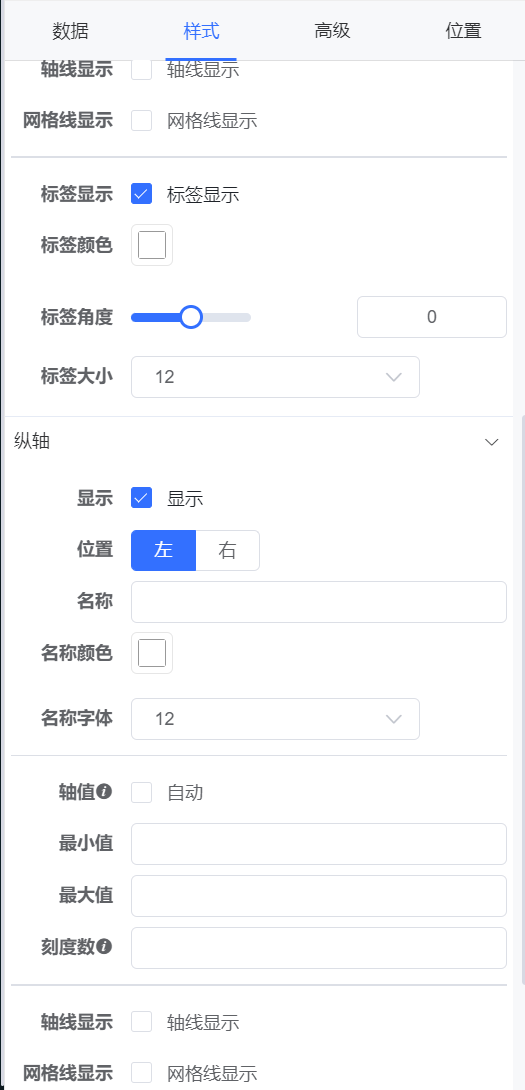 数据 样式 高级 位置
轴线显示 轴线显示
网格线显示 网格线显示
标签显示 标签显示
标签颜色
标签角度 0
标签大小 12
纵轴
显示 显示
位置 左 右
名称
名称颜色
名称字体 12
轴值 自动
最小值
最大值
刻度数
轴线显示 轴线显示
网格线显示 网格线显示